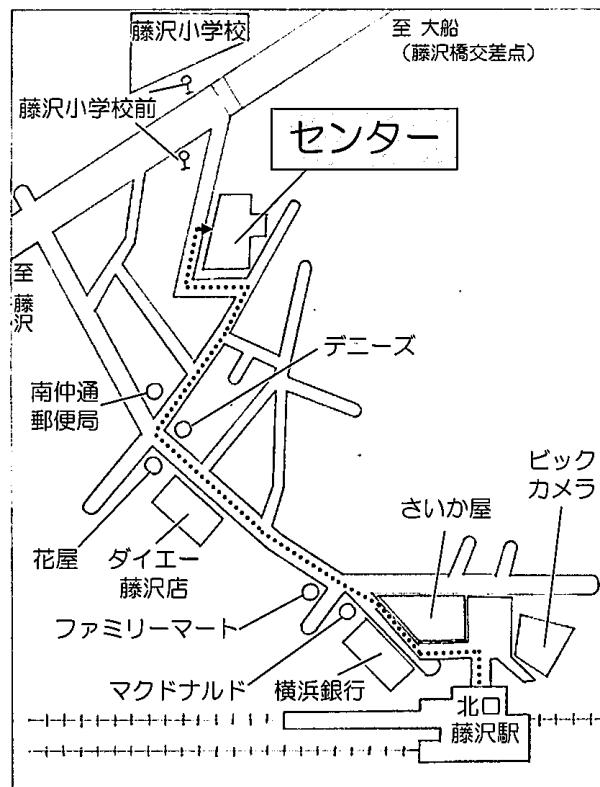 藤沢小学校
至 大船
（藤沢橋交差点）
藤沢小学校前
センター
至
藤
沢
デニーズ
南仲通
郵便局
ビック
カメラ
さいか屋
花屋
ダイエー
藤沢店
ファミリーマート
マクドナルド
横浜銀行
北口
藤沢駅